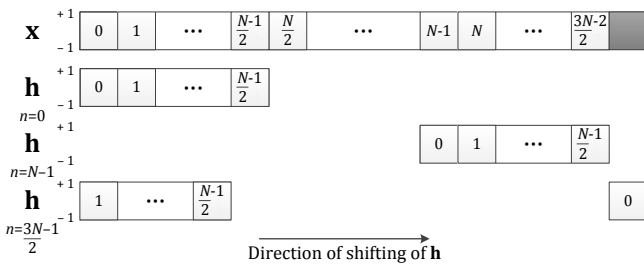 x +1 -1 0 1 ... N-1/2 N/2 ... N-1 N ... 3N-2/2
h n=0 +1 -1 0 1 ... N-1/2
h n=N-1 +1 -1 0 1 ... N-1/2
h n=3N-1/2 +1 -1 1 ... N-1/2 0
Direction of shifting of h